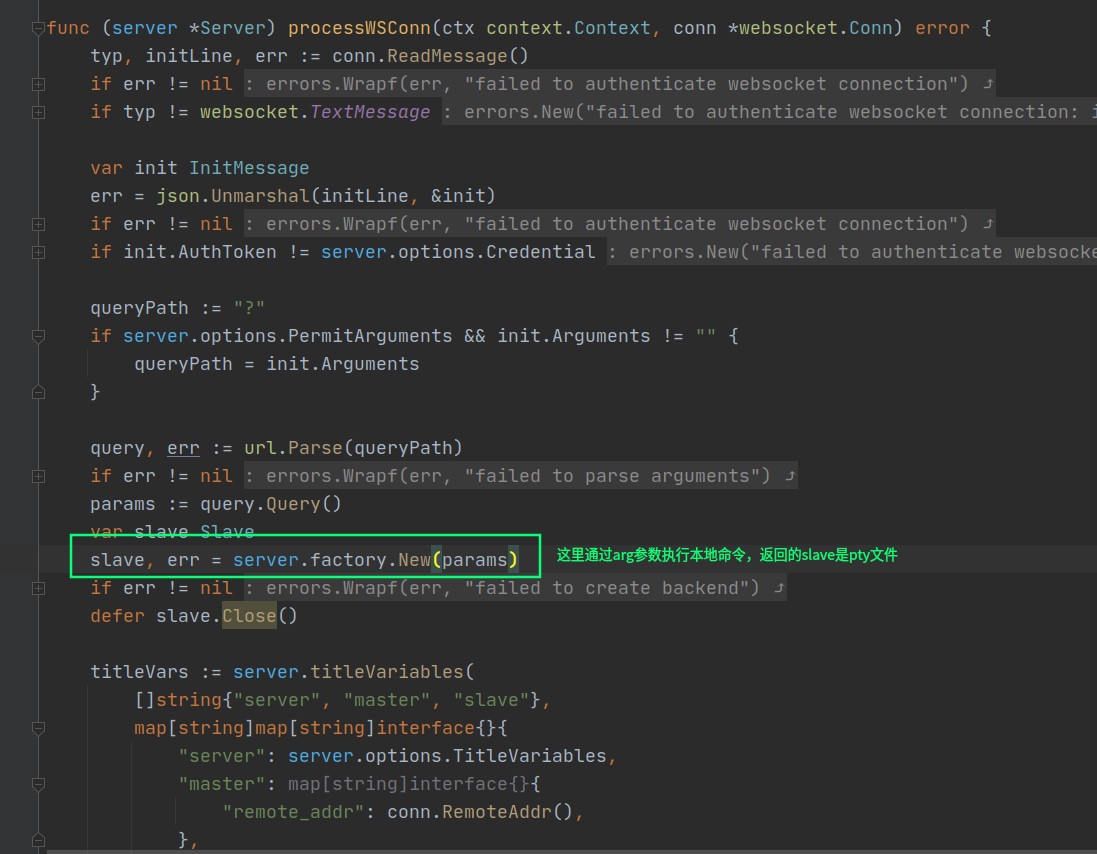 func (server *Server) processWSConn(ctx context.Context, conn *websocket.Conn) error {
typ, initLine, err := conn.ReadMessage()
if err != nil : errors.Wrapf(err, "failed to authenticate websocket connection")
if typ != websocket.TextMessage : errors.New("failed to authenticate websocket connection: i
var init InitMessage
err = json.Unmarshal(initLine, &init)
if err != nil : errors.Wrapf(err, "failed to authenticate websocket connection")
if init.AuthToken != server.options.Credential : errors.New("failed to authenticate websocke
queryPath := "?"
if server.options.PermitArguments && init.Arguments != "" {
queryPath = init.Arguments
}
query, err := url.Parse(queryPath)
if err != nil : errors.Wrapf(err, "failed to parse arguments")
params := query.Query()
var slave Slave
slave, err = server.factory.New(params) 这里通过arg参数执行本地命令，返回的slave是pty文件
if err != nil : errors.Wrapf(err, "failed to create backend")
defer slave.Close()
titleVars := server.titleVariables(
[]string{"server", "master", "slave"},
map[string]map[string]interface{}{
"server": server.options.TitleVariables,
"master": map[string]interface{}{
"remote_addr": conn.RemoteAddr(),
},